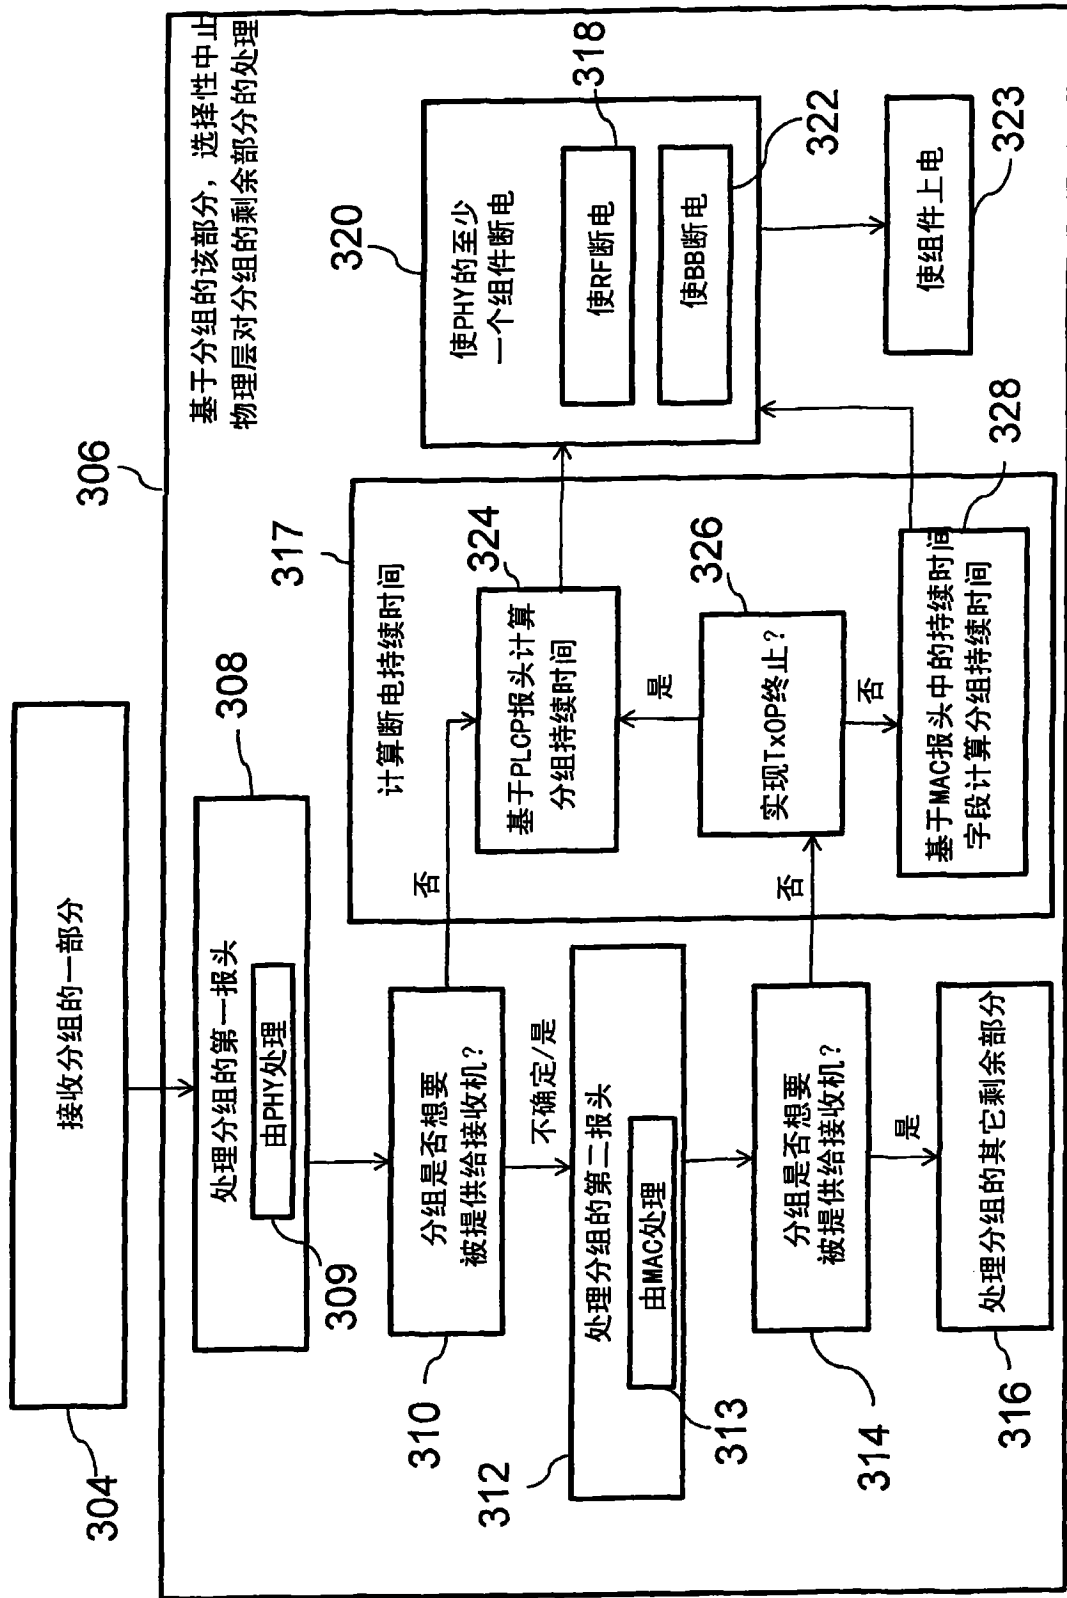 304
接收分组的一部分
306
基于分组的该部分，选择性中止
物理层对分组的剩余部分的处理
308
处理分组的第一报头
309
由PHY处理
310
分组是否想要
被提供给接收机?
否
不确定/是
312
处理分组的第二报头
313
由MAC处理
314
分组是否想要
被提供给接收机?
否
是
316
处理分组的其它剩余部分
317
计算断电持续时间
324
基于PLCP报头计算
分组持续时间
是
326
实现TxOP终止?
否
328
基于MAC报头中的持续时间
字段计算分组持续时间
320
使PHY的至少
一个组件断电
318
使RF断电
322
使BB断电
323
使组件上电